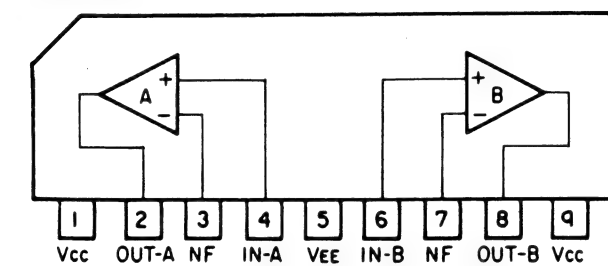 A + −
+ − B
1 2 3 4 5 6 7 8 9
Vcc OUT-A NF IN-A VEE IN-B NF OUT-B Vcc